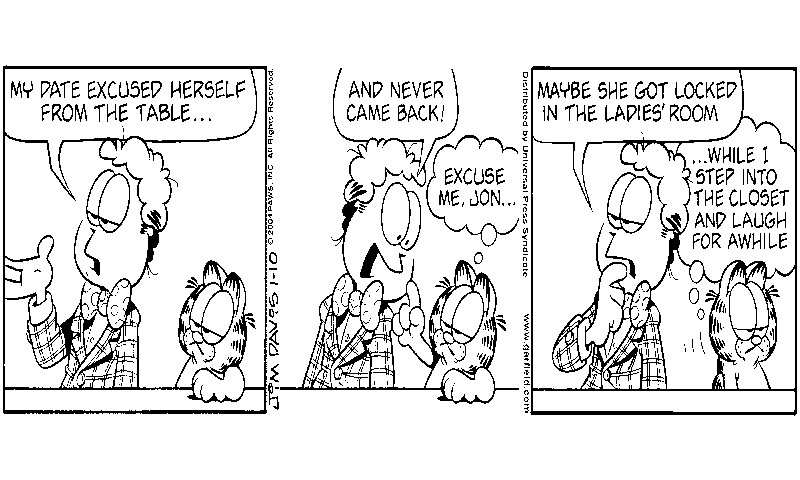 MY DATE EXCUSED HERSELF
FROM THE TABLE...
JIM DAVIS 1-10
© 2004 PAWS, INC. All Rights Reserved.
AND NEVER
CAME BACK!
EXCUSE
ME, JON...
Distributed by Universal Press Syndicate
www.garfield.com
MAYBE SHE GOT LOCKED
IN THE LADIES' ROOM
...WHILE I
STEP INTO
THE CLOSET
AND LAUGH
FOR AWHILE